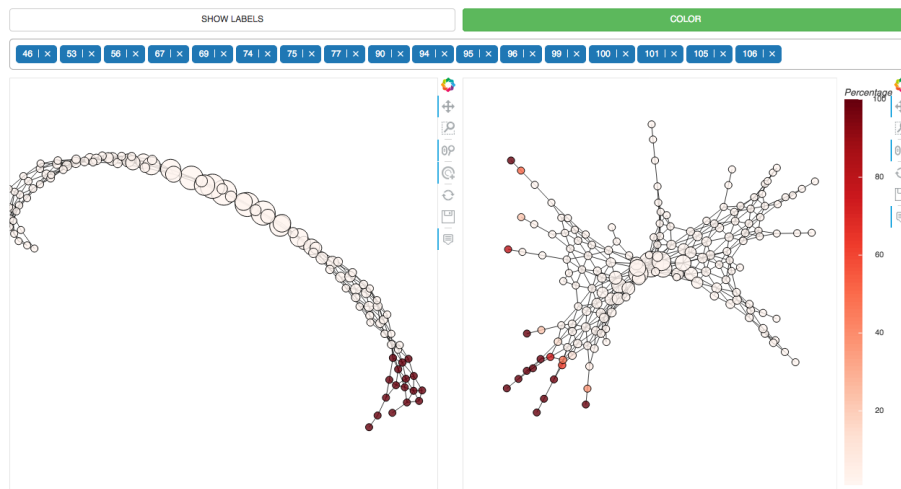 SHOW LABELS
COLOR
46 | × 53 | × 56 | × 67 | × 69 | × 74 | × 75 | × 77 | × 90 | × 94 | × 95 | × 96 | × 99 | × 100 | × 101 | × 105 | × 106 | ×
Percentage
100
80
60
40
20